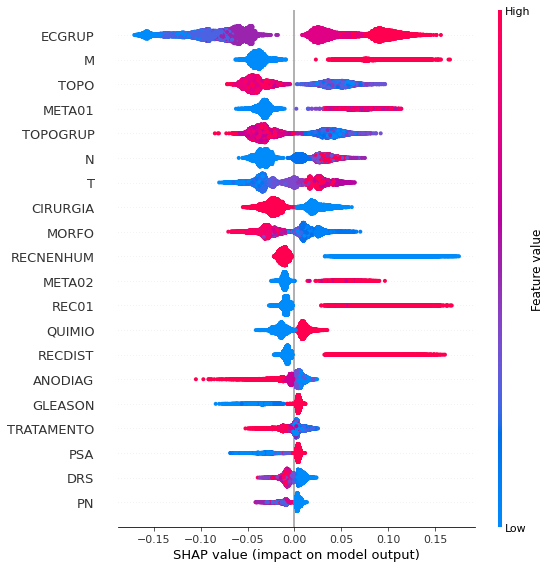 High
ECGRUP
M
TOPO
META01
TOPOGRUP
N
T
CIRURGIA
MORFO
RECNENHUM
META02
REC01
QUIMIO
RECDIST
ANODIAG
GLEASON
TRATAMENTO
PSA
DRS
PN
Feature value
Low
−0.15 −0.10 −0.05 0.00 0.05 0.10 0.15
SHAP value (impact on model output)